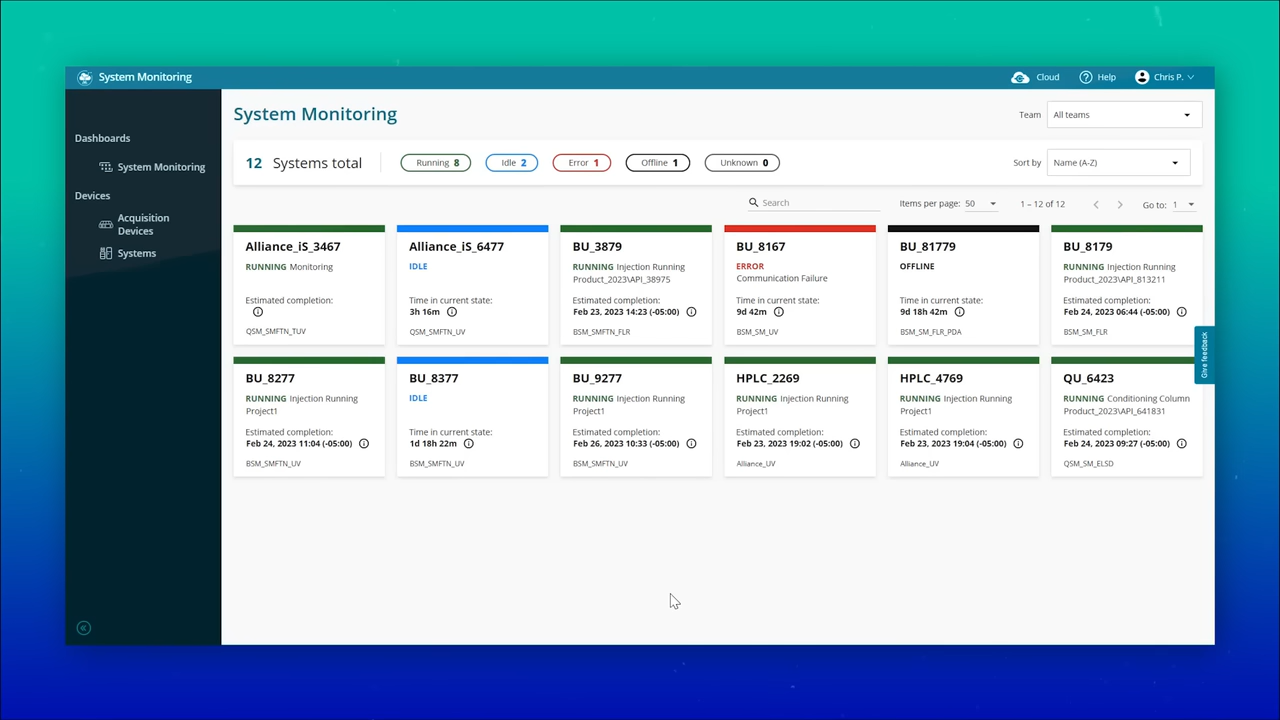 System Monitoring
Cloud
Help
Chris P.
Dashboards
System Monitoring
Devices
Acquisition
Devices
Systems
System Monitoring
Team
All teams
12 Systems total
Running 8
Idle 2
Error 1
Offline 1
Unknown 0
Sort by
Name (A-Z)
Search
Items per page: 50
1 – 12 of 12
Go to: 1
Alliance_iS_3467
RUNNING Monitoring
Estimated completion:
QSM_SMFTN_TUV
Alliance_iS_6477
IDLE
Time in current state:
3h 16m
QSM_SMFTN_UV
BU_3879
RUNNING Injection Running
Product_2023\API_38975
Estimated completion:
Feb 23, 2023 14:23 (-05:00)
BSM_SMFTN_FLR
BU_8167
ERROR
Communication Failure
Time in current state:
9d 42m
BSM_SM_UV
BU_81779
OFFLINE
Time in current state:
9d 18h 42m
BSM_SM_FLR_PDA
BU_8179
RUNNING Injection Running
Product_2023\API_813211
Estimated completion:
Feb 24, 2023 06:44 (-05:00)
BSM_SM_FLR
Give feedback
BU_8277
RUNNING Injection Running
Project1
Estimated completion:
Feb 24, 2023 11:04 (-05:00)
BSM_SMFTN_UV
BU_8377
IDLE
Time in current state:
1d 18h 22m
BSM_SMFTN_UV
BU_9277
RUNNING Injection Running
Project1
Estimated completion:
Feb 26, 2023 10:33 (-05:00)
BSM_SMFTN_UV
HPLC_2269
RUNNING Injection Running
Project1
Estimated completion:
Feb 23, 2023 19:02 (-05:00)
Alliance_UV
HPLC_4769
RUNNING Injection Running
Project1
Estimated completion:
Feb 23, 2023 19:04 (-05:00)
Alliance_UV
QU_6423
RUNNING Conditioning Column
Product_2023\API_641831
Estimated completion:
Feb 24, 2023 09:27 (-05:00)
QSM_SM_ELSD